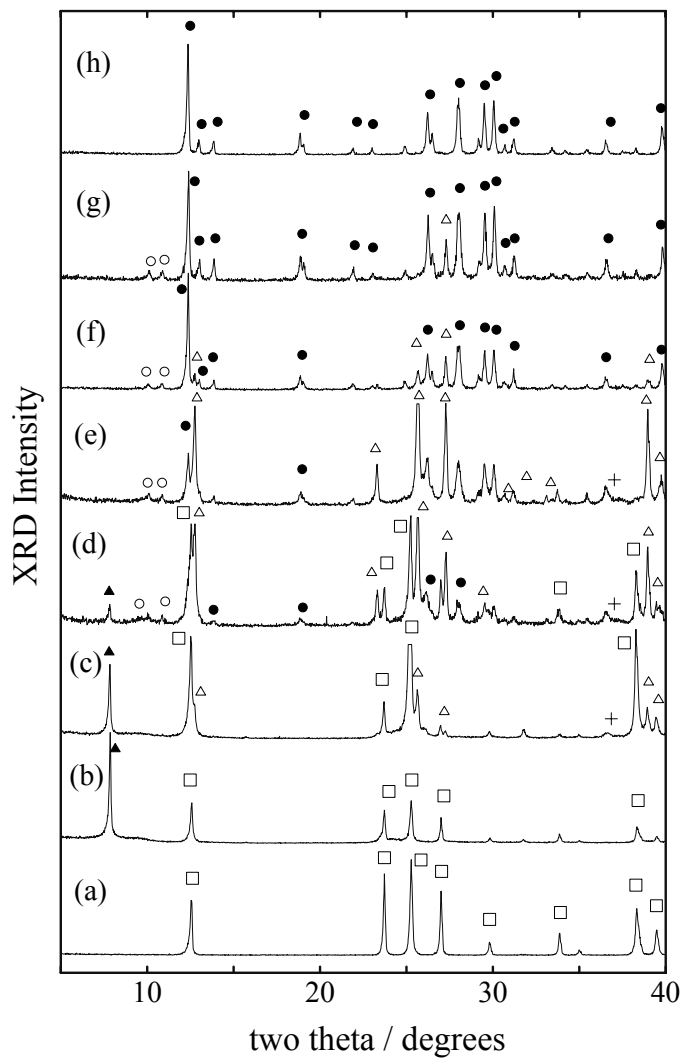 (h)
(g)
(f)
(e)
(d)
(c)
(b)
(a)
XRD Intensity
10 20 30 40
two theta / degrees